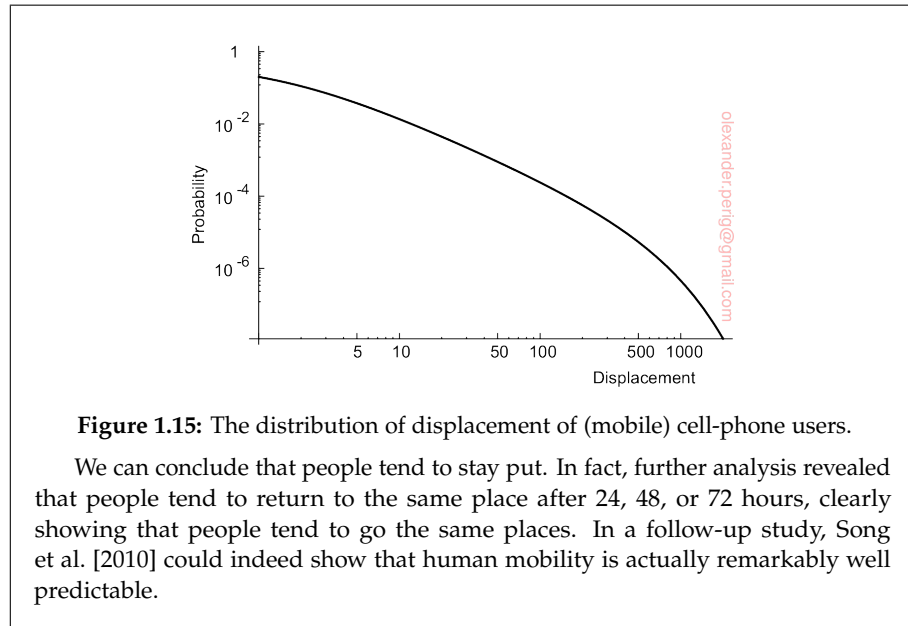 1
10-2
10-4
10-6
Probability
5 10 50 100 500 1000
Displacement
olexander.perig@gmail.com
Figure 1.15: The distribution of displacement of (mobile) cell-phone users.
We can conclude that people tend to stay put. In fact, further analysis revealed
that people tend to return to the same place after 24, 48, or 72 hours, clearly
showing that people tend to go the same places. In a follow-up study, Song
et al. [2010] could indeed show that human mobility is actually remarkably well
predictable.